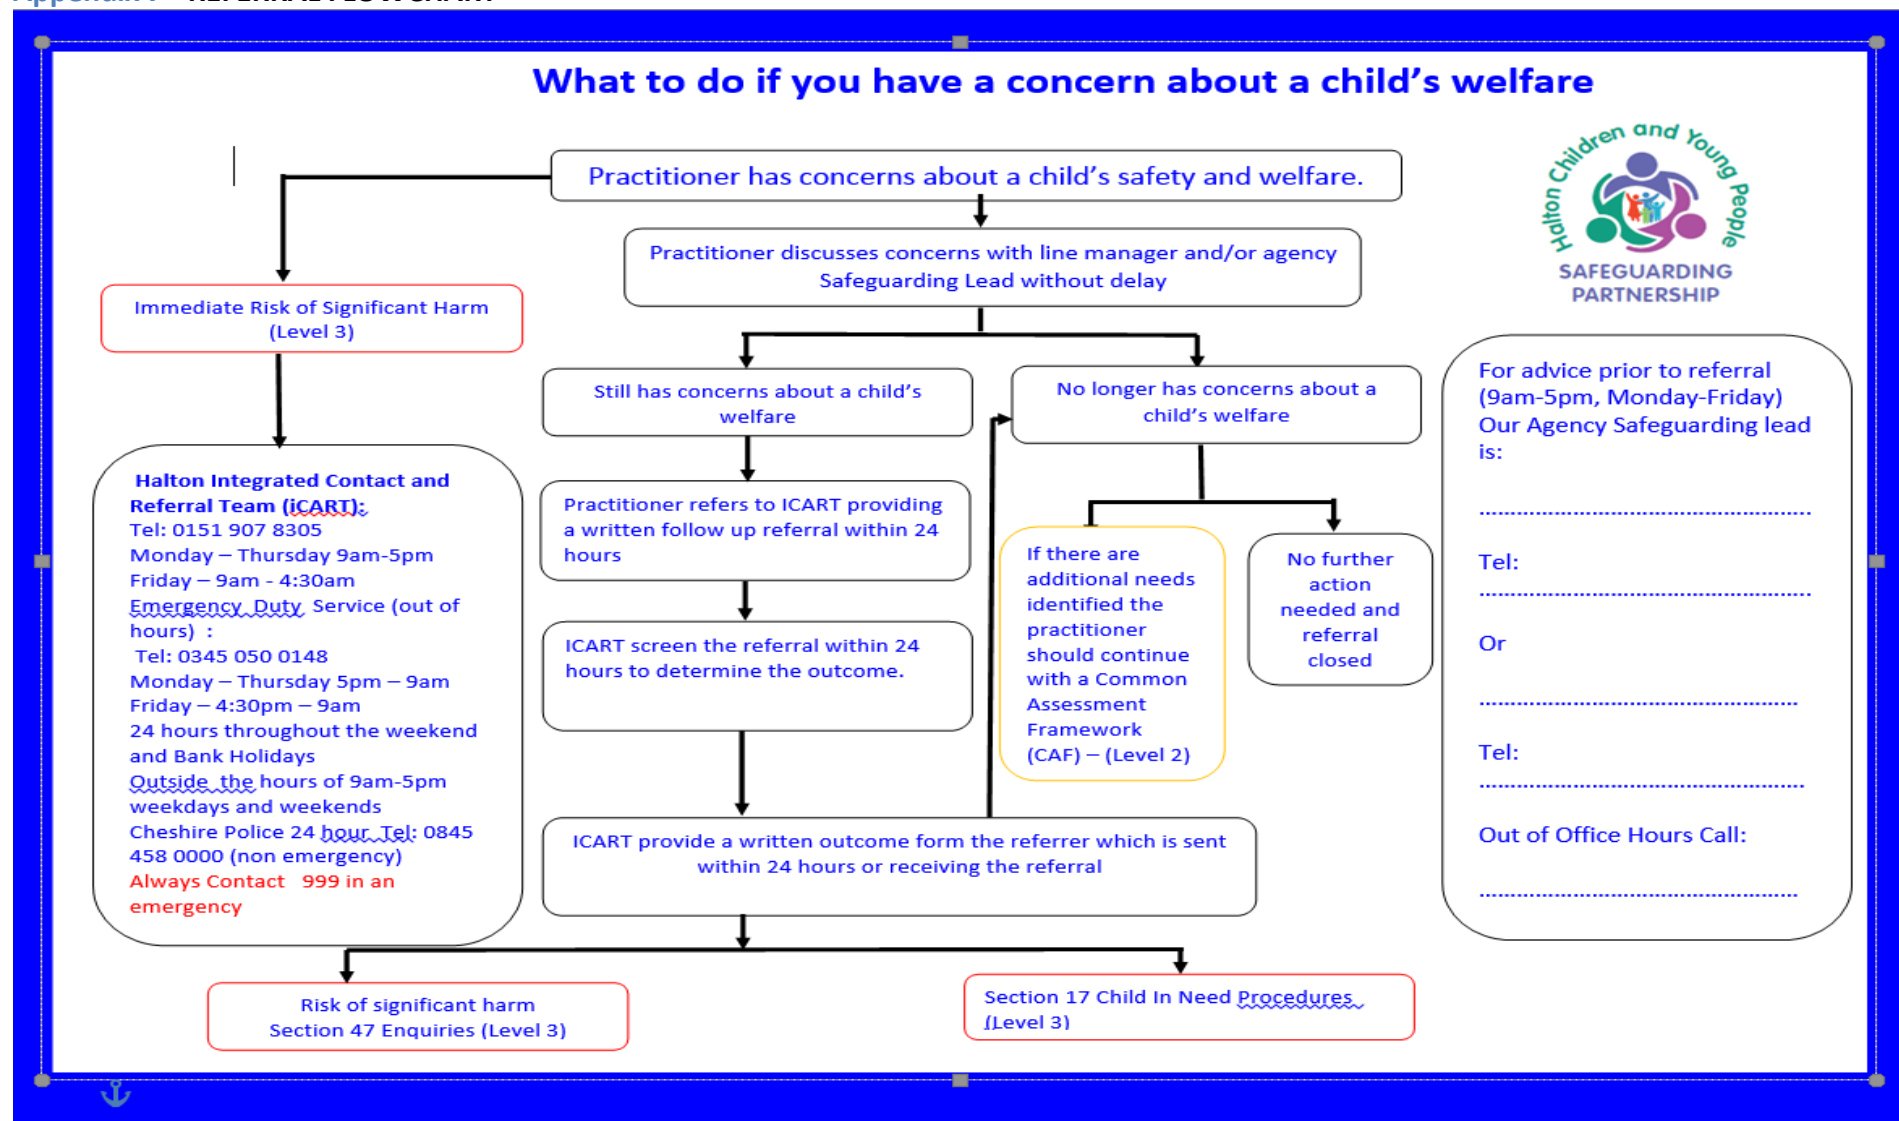 What to do if you have a concern about a child's welfare
Halton Children and Young People
SAFEGUARDING
PARTNERSHIP
Practitioner has concerns about a child's safety and welfare.
Practitioner discusses concerns with line manager and/or agency
Safeguarding Lead without delay
Immediate Risk of Significant Harm
(Level 3)
Still has concerns about a child's
welfare
No longer has concerns about a
child's welfare
Halton Integrated Contact and
Referral Team (iCART):
Tel: 0151 907 8305
Monday – Thursday 9am-5pm
Friday – 9am - 4:30am
Emergency Duty Service (out of
hours) :
Tel: 0345 050 0148
Monday – Thursday 5pm – 9am
Friday – 4:30pm – 9am
24 hours throughout the weekend
and Bank Holidays
Outside the hours of 9am-5pm
weekdays and weekends
Cheshire Police 24 hour Tel: 0845
458 0000 (non emergency)
Always Contact 999 in an
emergency
Practitioner refers to ICART providing
a written follow up referral within 24
hours
ICART screen the referral within 24
hours to determine the outcome.
If there are
additional needs
identified the
practitioner
should continue
with a Common
Assessment
Framework
(CAF) – (Level 2)
No further
action
needed and
referral
closed
ICART provide a written outcome form the referrer which is sent
within 24 hours or receiving the referral
Risk of significant harm
Section 47 Enquiries (Level 3)
Section 17 Child In Need Procedures
(Level 3)
For advice prior to referral
(9am-5pm, Monday-Friday)
Our Agency Safeguarding lead
is:
Tel:
Or
Tel:
Out of Office Hours Call: